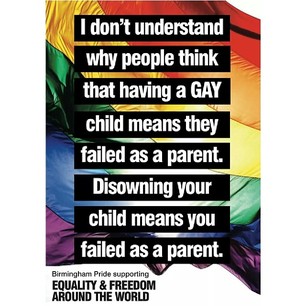 I don't understand
why people think
that having a GAY
child means they
failed as a parent.
Disowning your
child means you
failed as a parent.
Birmingham Pride supporting
EQUALITY & FREEDOM
AROUND THE WORLD